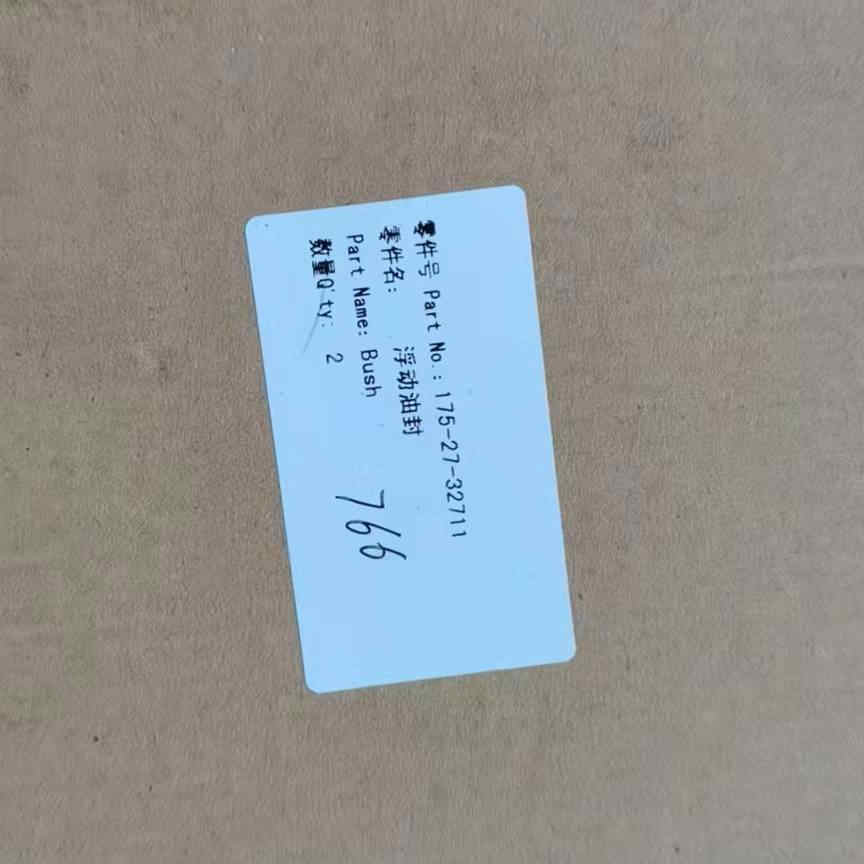 零件号 Part No.: 175-27-32711
零件名: 浮动油封
Part Name: Bush
数量Q'ty: 2
766